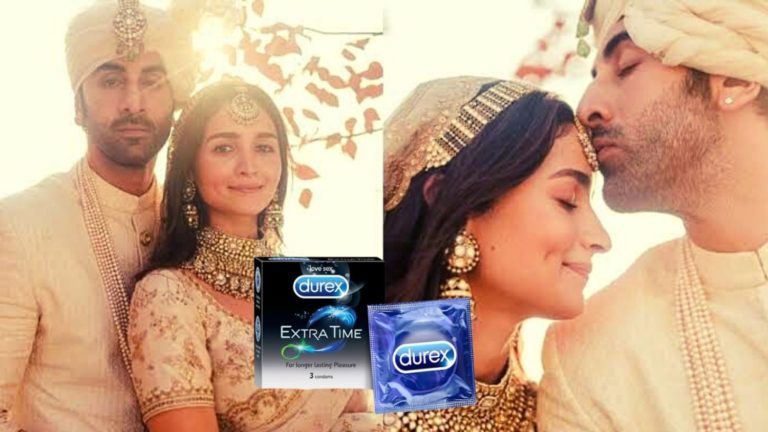 love sex
durex
EXTRA TIME
For longer lasting Pleasure
3 condoms
durex